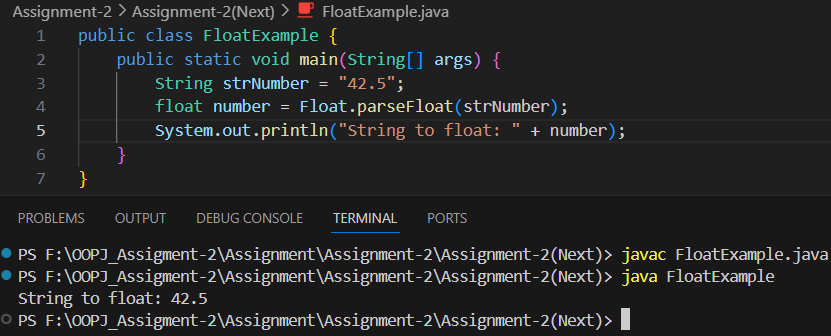 Assignment-2 > Assignment-2(Next) > FloatExample.java
1 public class FloatExample {
2 public static void main(String[] args) {
3 String strNumber = "42.5";
4 float number = Float.parseFloat(strNumber);
5 System.out.println("String to float: " + number);
6 }
7 }
PROBLEMS OUTPUT DEBUG CONSOLE TERMINAL PORTS
PS F:\OOPJ_Assigment-2\Assignment\Assignment-2\Assignment-2(Next)> javac FloatExample.java
PS F:\OOPJ_Assigment-2\Assignment\Assignment-2\Assignment-2(Next)> java FloatExample
String to float: 42.5
PS F:\OOPJ_Assigment-2\Assignment\Assignment-2\Assignment-2(Next)>